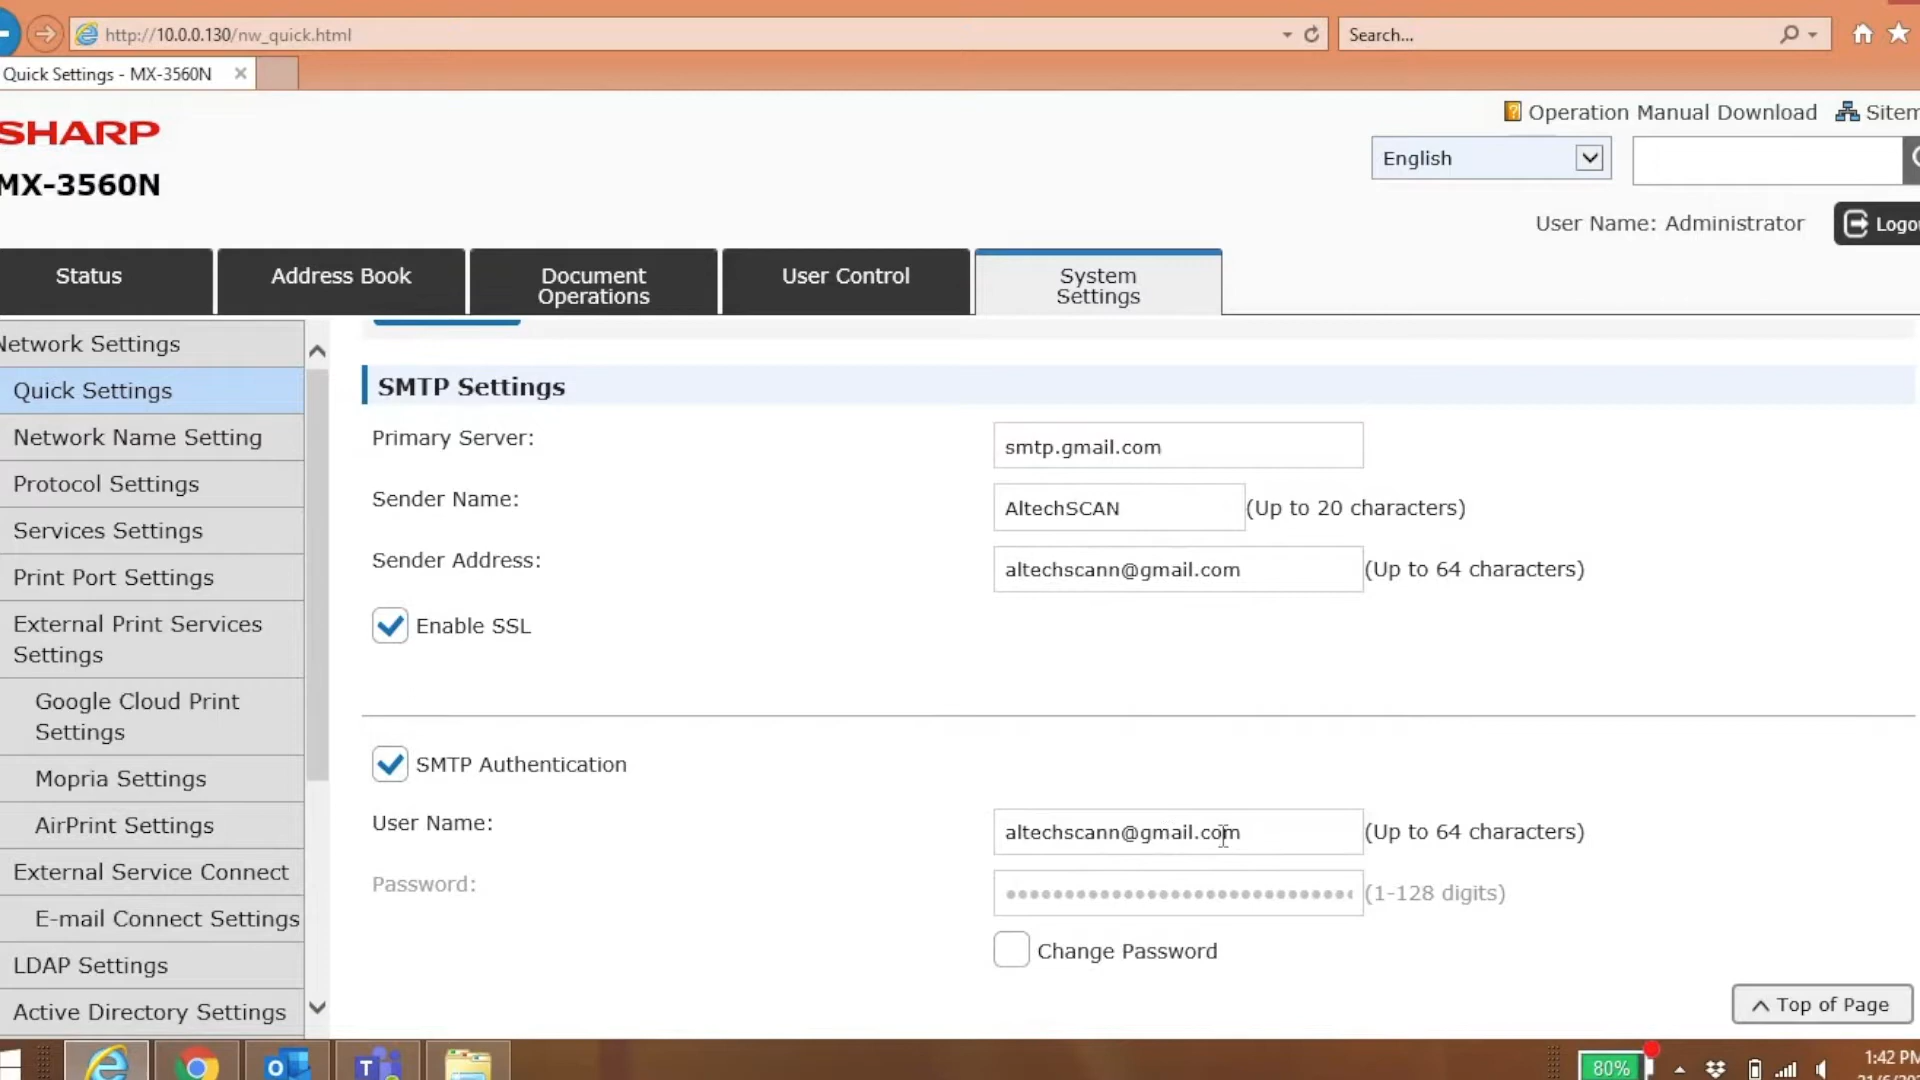 http://10.0.0.130/nw_quick.html
Search...
Quick Settings - MX-3560N
Operation Manual Download
SHARP
English
MX-3560N
User Name: Administrator
Status
Address Book
Document
Operations
User Control
System
Settings
Network Settings
Quick Settings
Network Name Setting
Protocol Settings
Services Settings
Print Port Settings
External Print Services
Settings
Google Cloud Print
Settings
Mopria Settings
AirPrint Settings
External Service Connect
E-mail Connect Settings
LDAP Settings
Active Directory Settings
SMTP Settings
Primary Server:
smtp.gmail.com
Sender Name:
AltechSCAN
(Up to 20 characters)
Sender Address:
altechscann@gmail.com
(Up to 64 characters)
Enable SSL
SMTP Authentication
User Name:
altechscann@gmail.com
(Up to 64 characters)
Password:
(1-128 digits)
Change Password
Top of Page
80%
1:42 PM